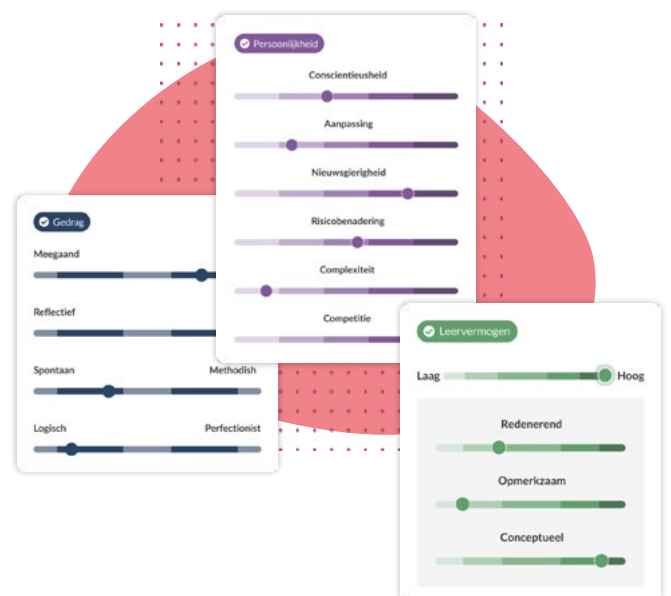 Persoonlijkheid
Conscientieusheid
Aanpassing
Nieuwsgierigheid
Risicobenadering
Complexiteit
Competitie
Gedrag
Meegaand
Reflectief
Spontaan Methodish
Logisch Perfectionist
Leervermogen
Laag Hoog
Redenerend
Opmerkzaam
Conceptueel